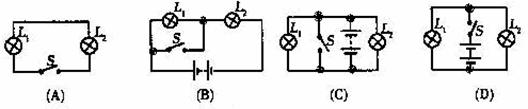 L₁ L₂ S
(A)
L₁ L₂ S
(B)
L₁ S L₂
(C)
L₁ S L₂
(D)